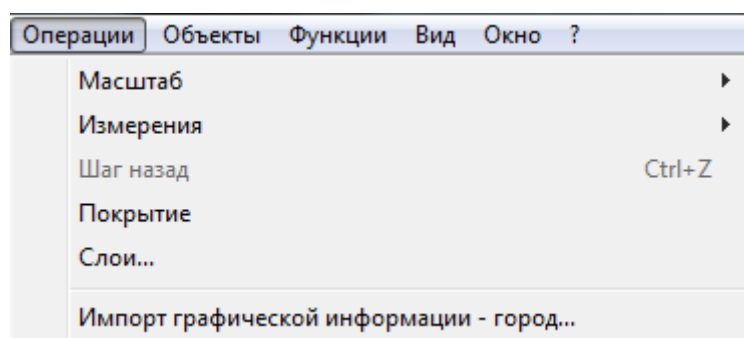 Операции Объекты Функции Вид Окно ?
Масштаб
Измерения
Шаг назад Ctrl+Z
Покрытие
Слои...
Импорт графической информации - город...